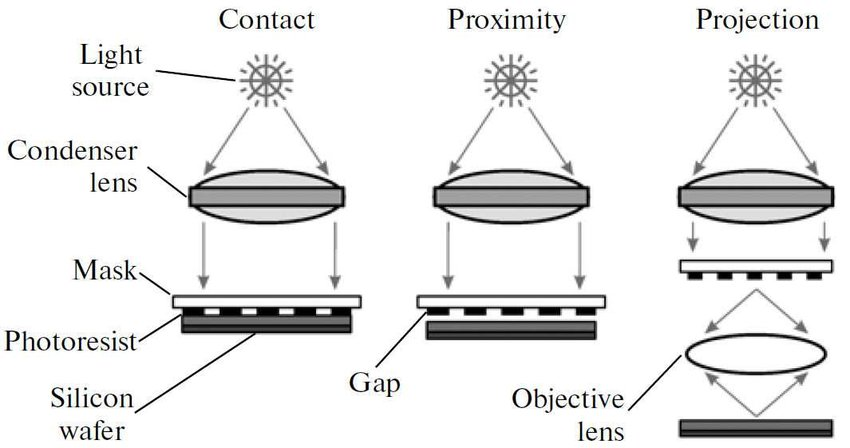 Contact
Proximity
Projection
Light
source
Condenser
lens
Mask
Photoresist
Silicon
wafer
Gap
Objective
lens